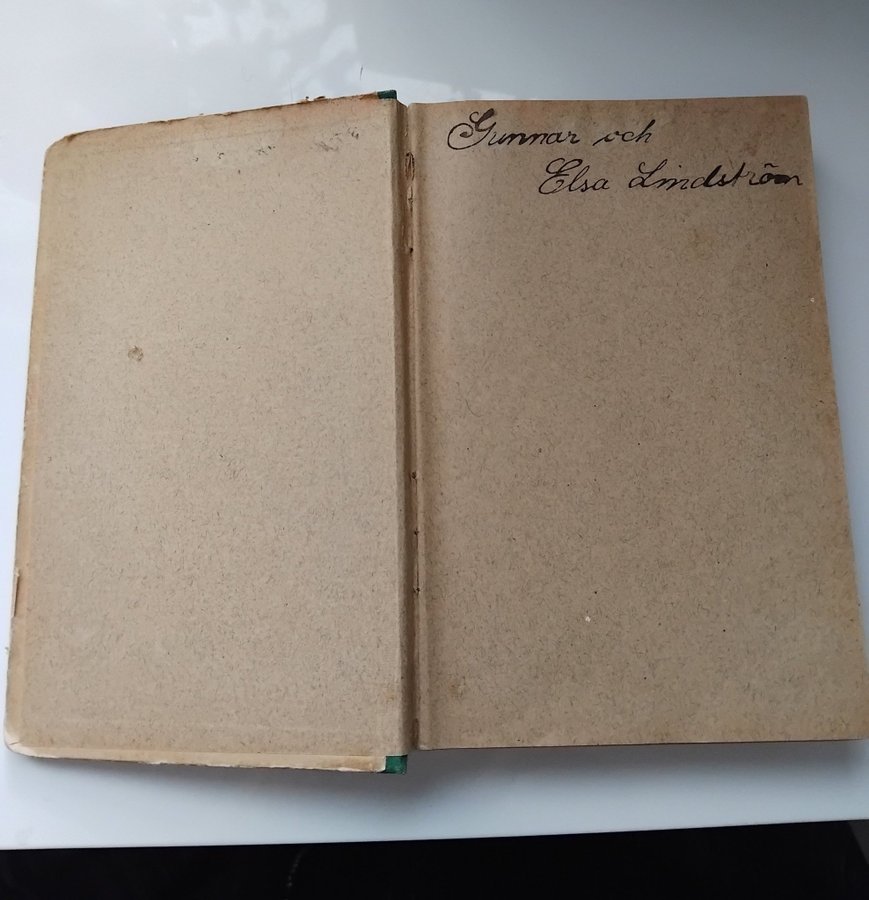 Gunnar och
Elsa Lindström